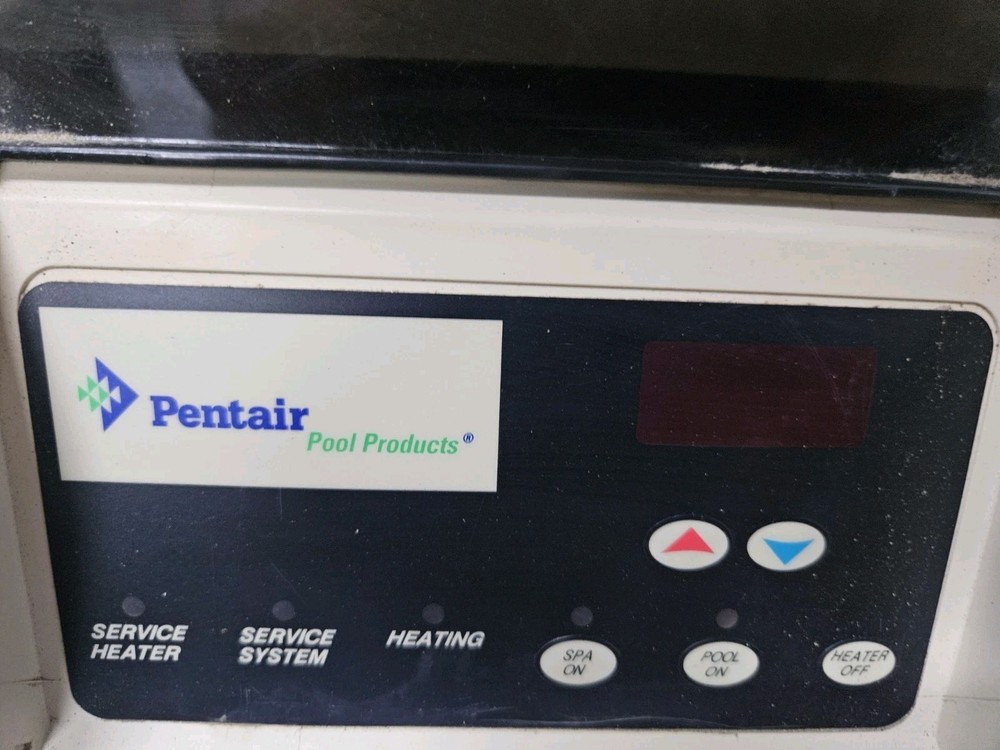 Pentair
Pool Products®
SERVICE
HEATER
SERVICE
SYSTEM
HEATING
SPA
ON
POOL
ON
HEATER
OFF